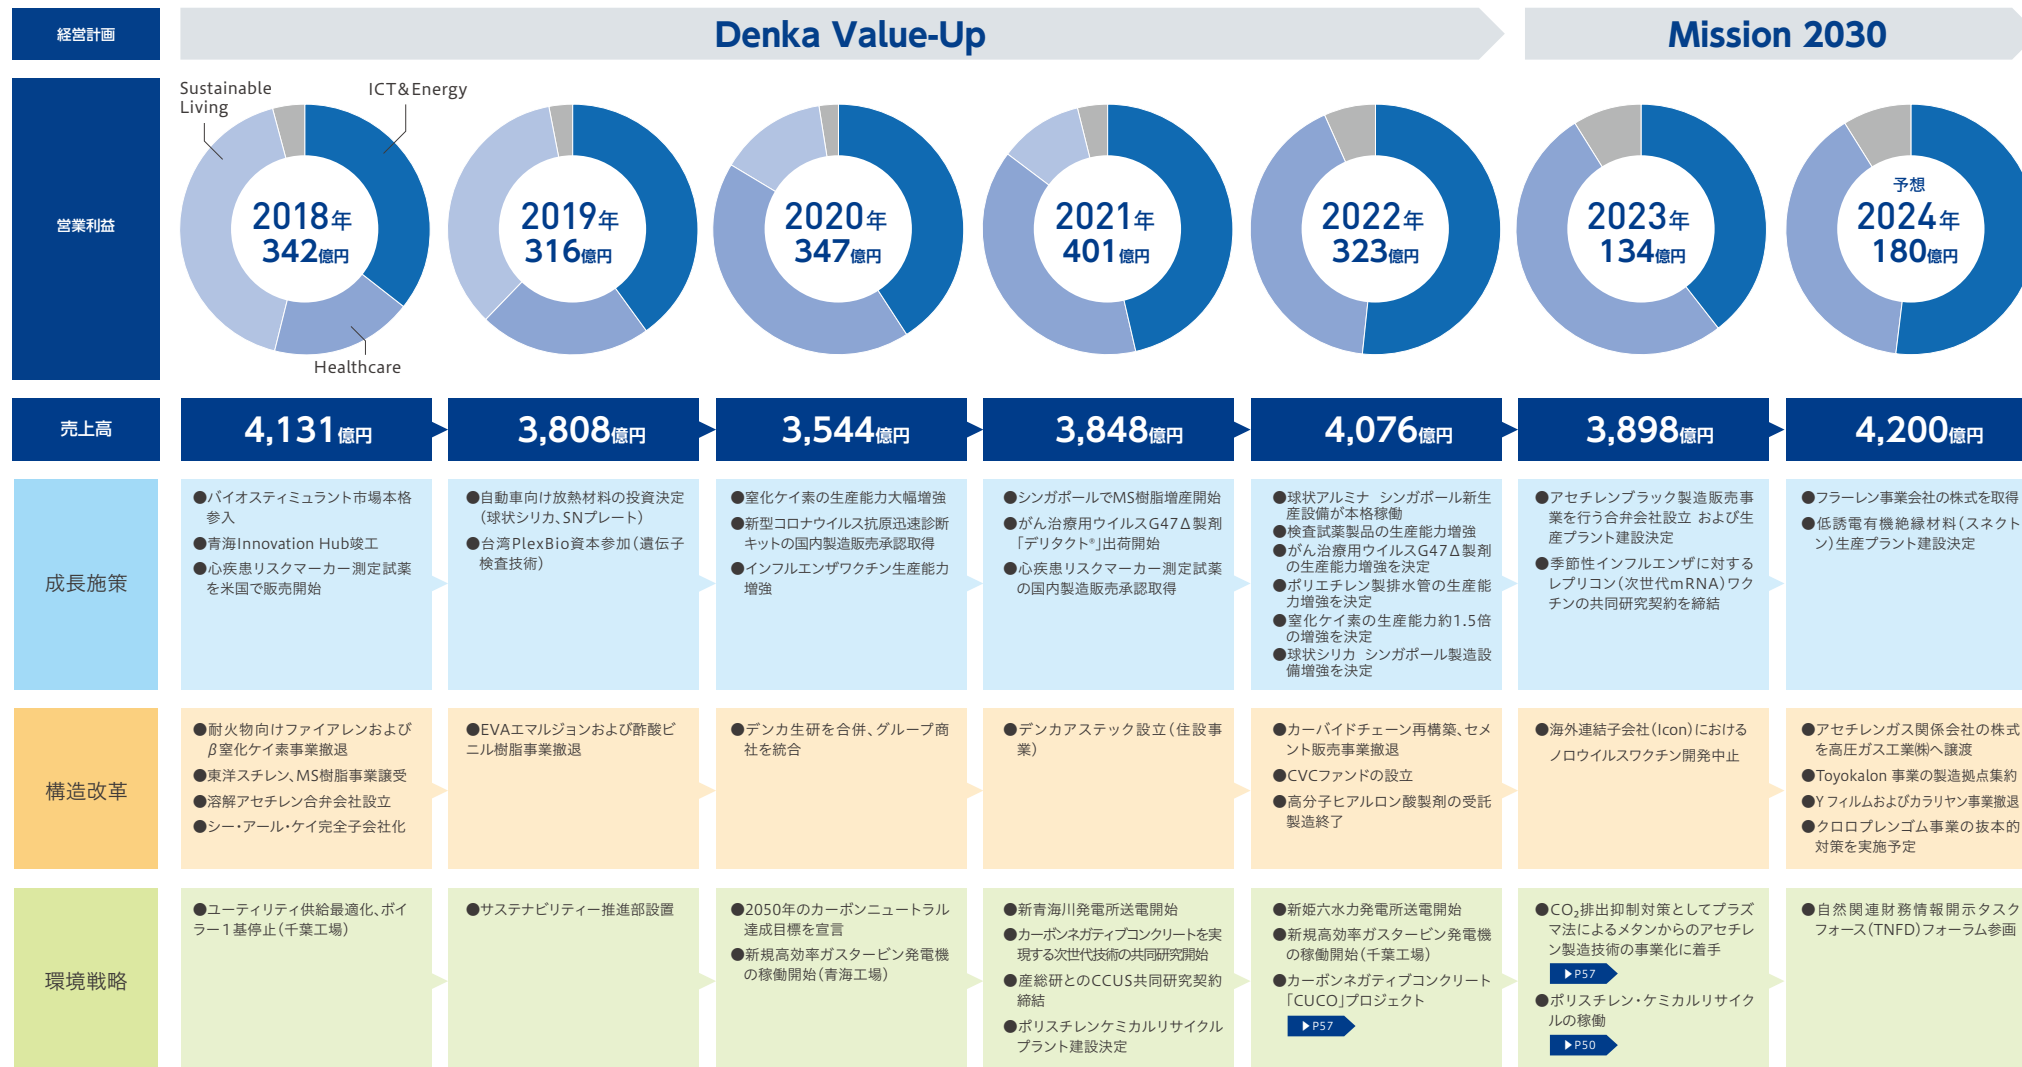 経営計画
Denka Value-Up
Mission 2030
営業利益
Sustainable
Living
ICT&Energy
Healthcare
2018年
342億円
2019年
316億円
2020年
347億円
2021年
401億円
2022年
323億円
2023年
134億円
予想
2024年
180億円
売上高
4,131億円
3,808億円
3,544億円
3,848億円
4,076億円
3,898億円
4,200億円
成長施策
●バイオスティミュラント市場本格
参入
●青海Innovation Hub竣工
●心疾患リスクマーカー測定試薬
を米国で販売開始
●自動車向け放熱材料の投資決定
(球状シリカ、SNプレート)
●台湾PlexBio資本参加(遺伝子
検査技術)
●窒化ケイ素の生産能力大幅増強
●新型コロナウイルス抗原迅速診断
キットの国内製造販売承認取得
●インフルエンザワクチン生産能力
増強
●シンガポールでMS樹脂増産開始
●がん治療用ウイルスG47Δ製剤
「デリタクト®」出荷開始
●心疾患リスクマーカー測定試薬
の国内製造販売承認取得
●球状アルミナ シンガポール新生
産設備が本格稼働
●検査試薬製品の生産能力増強
●がん治療用ウイルスG47Δ製剤
の生産能力増強を決定
●ポリエチレン製排水管の生産能
力増強を決定
●窒化ケイ素の生産能力約1.5倍
の増強を決定
●球状シリカ シンガポール製造設
備増強を決定
●アセチレンブラック製造販売事
業を行う合弁会社設立 および生
産プラント建設決定
●季節性インフルエンザに対する
レプリコン(次世代mRNA)ワク
チンの共同研究契約を締結
●フラーレン事業会社の株式を取得
●低誘電有機絶縁材料(スネクト
ン)生産プラント建設決定
構造改革
●耐火物向けファイアレンおよび
β窒化ケイ素事業撤退
●東洋スチレン、MS樹脂事業譲受
●溶解アセチレン合弁会社設立
●シー・アール・ケイ完全子会社化
●EVAエマルジョンおよび酢酸ビ
ニル樹脂事業撤退
●デンカ生研を合併、グループ商
社を統合
●デンカアステック設立(住設事
業)
●カーバイドチェーン再構築、セメ
ント販売事業撤退
●CVCファンドの設立
●高分子ヒアルロン酸製剤の受託
製造終了
●海外連結子会社(Icon)における
ノロウイルスワクチン開発中止
●アセチレンガス関係会社の株式
を高圧ガス工業㈱へ譲渡
●Toyokalon 事業の製造拠点集約
●Y フィルムおよびカラリヤン事業撤退
●クロロプレンゴム事業の抜本的
対策を実施予定
環境戦略
●ユーティリティ供給最適化、ボイ
ラー1基停止(千葉工場)
●サステナビリティー推進部設置
●2050年のカーボンニュートラル
達成目標を宣言
●新規高効率ガスタービン発電機
の稼働開始(青海工場)
●新青海川発電所送電開始
●カーボンネガティブコンクリートを実
現する次世代技術の共同研究開始
●産総研とのCCUS共同研究契約
締結
●ポリスチレンケミカルリサイクル
プラント建設決定
●新姫六水力発電所送電開始
●新規高効率ガスタービン発電機
の稼働開始(千葉工場)
●カーボンネガティブコンクリート
「CUCO」プロジェクト
▶P57
●CO₂排出抑制対策としてプラズ
マ法によるメタンからのアセチレ
ン製造技術の事業化に着手
▶P57
●ポリスチレン・ケミカルリサイク
ルの稼働
▶P50
●自然関連財務情報開示タスク
フォース(TNFD)フォーラム参画